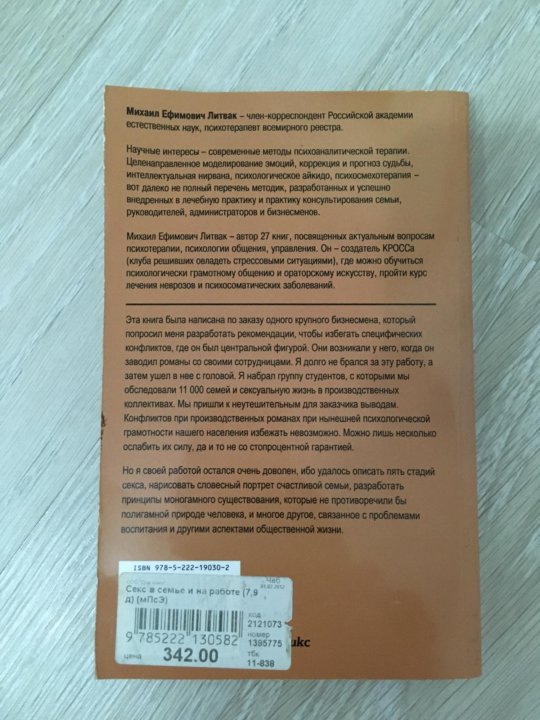 Михаил Ефимович Литвак – член-корреспондент Российской академии
естественных наук, психотерапевт всемирного реестра.
Научные интересы – современные методы психоаналитической терапии.
Целенаправленное моделирование эмоций, коррекция и прогноз судьбы,
интеллектуальная нирвана, психологическое айкидо, психосмехотерапия –
вот далеко не полный перечень методик, разработанных и успешно
внедренных в лечебную практику и практику консультирования семьи,
руководителей, администраторов и бизнесменов.
Михаил Ефимович Литвак – автор 27 книг, посвященных актуальным вопросам
психотерапии, психологии общения, управления. Он – создатель КРОССа
(клуба решивших овладеть стрессовыми ситуациями), где можно обучиться
психологически грамотному общению и ораторскому искусству, пройти курс
лечения неврозов и психосоматических заболеваний.
Эта книга была написана по заказу одного крупного бизнесмена, который
попросил меня разработать рекомендации, чтобы избегать специфических
конфликтов, где он был центральной фигурой. Они возникали у него, когда он
заводил романы со своими сотрудницами. Я долго не брался за эту работу, а
затем ушел в нее с головой. Я набрал группу студентов, с которыми мы
обследовали 11 000 семей и сексуальную жизнь в производственных
коллективах. Мы пришли к неутешительным для заказчика выводам.
Конфликтов при производственных романах при нынешней психологической
грамотности нашего населения избежать невозможно. Можно лишь несколько
ослабить их силу, да и то не со стопроцентной гарантией.
Но я своей работой остался очень доволен, ибо удалось описать пять стадий
секса, нарисовать словесный портрет счастливой семьи, разработать
принципы моногамного существования, которые не противоречили бы
полигамной природе человека, и многое другое, связанное с проблемами
воспитания и другими аспектами общественной жизни.
ISBN 978-5-222-19030-2
Чаб
Секс в семье и на работе (7,9
д) (мПсЭ)
код
2121073
номер
1395775
9 785222 130582
цена 342.00
тбк
11-838
икс